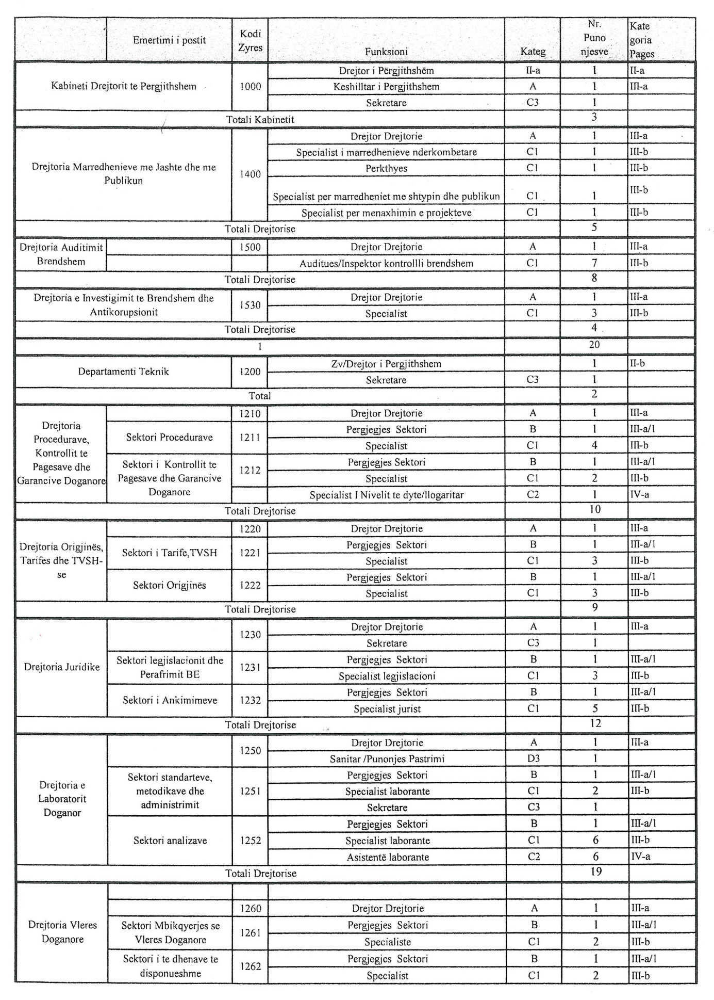 Emertimi i postit Kodi Zyres Funksioni Kateg Nr. Puno njesve Kate goria Pages
Kabineti Drejtorit te Pergjithshem 1000 Drejtor i Përgjithshëm II-a 1 II-a
Keshilltar i Pergjithshem A 1 III-a
Sekretare C3 1
Totali Kabinetit 3
Drejtoria Marredhenieve me Jashte dhe me Publikun 1400 Drejtor Drejtorie A 1 III-a
Specialist i marredhenieve nderkombetare C1 1 III-b
Perkthyes C1 1 III-b
Specialist per marredheniet me shtypin dhe publikun C1 1 III-b
Specialist per menaxhimin e projekteve C1 1 III-b
Totali Drejtorise 5
Drejtoria Auditimit Brendshem 1500 Drejtor Drejtorie A 1 III-a
Auditues/Inspektor kontrollli brendshem C1 7 III-b
Totali Drejtorise 8
Drejtoria e Investigimit te Brendshem dhe Antikorupsionit 1530 Drejtor Drejtorie A 1 III-a
Specialist C1 3 III-b
Totali Drejtorise 4
1 20
Departamenti Teknik 1200 Zv/Drejtor i Pergjithshem 1 II-b
Sekretare C3 1
Total 2
Drejtoria Procedurave, Kontrollit te Pagesave dhe Garancive Doganore 1210 Drejtor Drejtorie A 1 III-a
Sektori Procedurave 1211 Pergjegjes Sektori B 1 III-a/1
Specialist C1 4 III-b
Sektori i Kontrollit te Pagesave dhe Garancive Doganore 1212 Pergjegjes Sektori B 1 III-a/1
Specialist C1 2 III-b
Specialist I Nivelit te dyte/llogaritar C2 1 IV-a
Totali Drejtorise 10
Drejtoria Origjinës, Tarifes dhe TVSH-se 1220 Drejtor Drejtorie A 1 III-a
Sektori i Tarife,TVSH 1221 Pergjegjes Sektori B 1 III-a/1
Specialist C1 3 III-b
Sektori Origjinës 1222 Pergjegjes Sektori B 1 III-a/1
Specialist C1 3 III-b
Totali Drejtorise 9
Drejtoria Juridike 1230 Drejtor Drejtorie A 1 III-a
Sekretare C3 1
Sektori legjislacionit dhe Perafrimit BE 1231 Pergjegjes Sektori B 1 III-a/1
Specialist legjislacioni C1 3 III-b
Sektori i Ankimimeve 1232 Pergjegjes Sektori B 1 III-a/1
Specialist jurist C1 5 III-b
Totali Drejtorise 12
Drejtoria e Laboratorit Doganor 1250 Drejtor Drejtorie A 1 III-a
Sanitar /Punonjes Pastrimi D3 1
Sektori standarteve, metodikave dhe administrimit 1251 Pergjegjes Sektori B 1 III-a/1
Specialist laborante C1 2 III-b
Sekretare C3 1
Sektori analizave 1252 Pergjegjes Sektori B 1 III-a/1
Specialist laborante C1 6 III-b
Asistentë laborante C2 6 IV-a
Totali Drejtorise 19
Drejtoria Vleres Doganore 1260 Drejtor Drejtorie A 1 III-a
Sektori Mbikqyerjes se Vleres Doganore 1261 Pergjegjes Sektori B 1 III-a/1
Specialiste C1 2 III-b
Sektori i te dhenave te disponueshme 1262 Pergjegjes Sektori B 1 III-a/1
Specialist C1 2 III-b